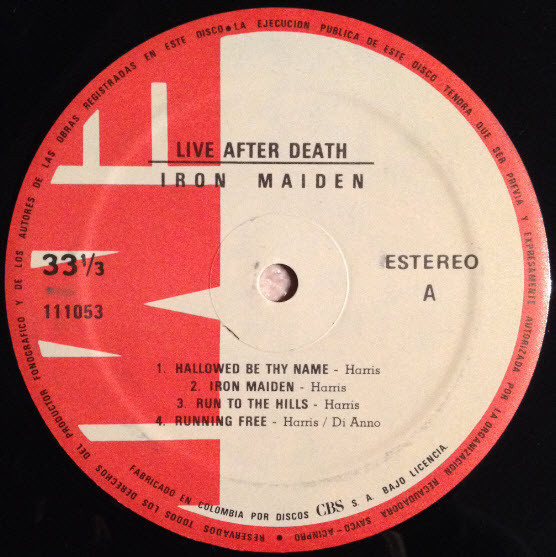 LIVE AFTER DEATH
IRON MAIDEN
33 1/3
111053
ESTEREO
A
1. HALLOWED BE THY NAME - Harris
2. IRON MAIDEN - Harris
3. RUN TO THE HILLS - Harris
4. RUNNING FREE - Harris / Di Anno
FABRICADO EN COLOMBIA POR DISCOS CBS S. A. BAJO LICENCIA.
RESERVADOS TODOS LOS DERECHOS DEL PRODUCTOR FONOGRAFICO Y DE LOS AUTORES DE LAS OBRAS REGISTRADAS EN ESTE DISCO • LA EJECUCION PUBLICA DE ESTE DISCO TENDRA QUE SER PREVIA Y EXPRESAMENTE AUTORIZADA POR LA ORGANIZACION RECAUDADORA SAYCO-ACINPRO •